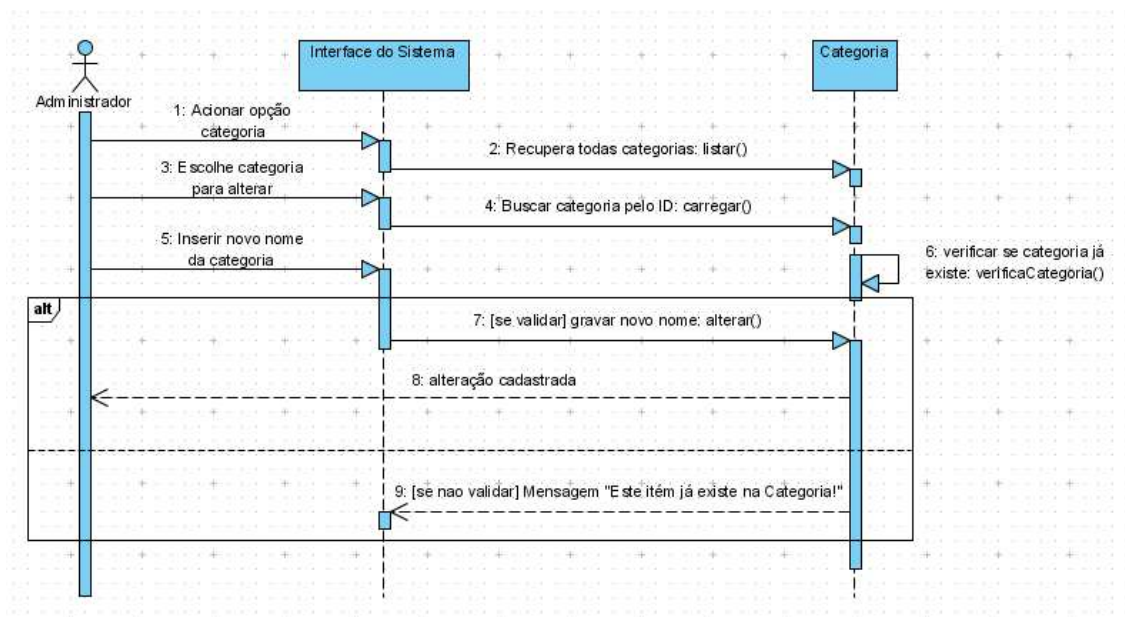 Interface do Sistema
Categoria
Administrador
1: Acionar opção
categoria
2: Recupera todas categorias: listar()
3: Escolhe categoria
para alterar
4: Buscar categoria pelo ID: carregar()
5: Inserir novo nome
da categoria
6: verificar se categoria já
existe: verificaCategoria()
alt
7: [se validar] gravar novo nome: alterar()
8: alteração cadastrada
9: [se nao validar] Mensagem "Este itém já existe na Categoria!"